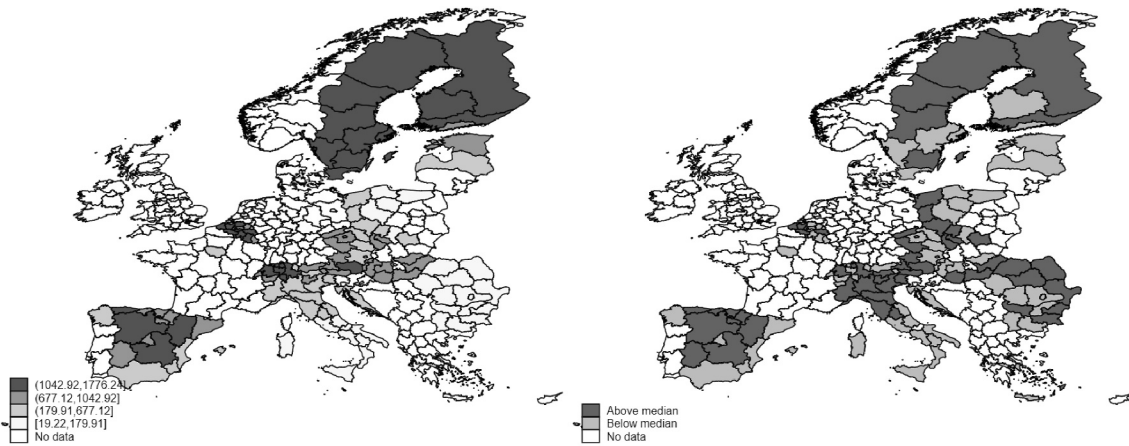 (1042.92,1776.24]
(677.12,1042.92]
(179.91,677.12]
[19.22,179.91]
No data
Above median
Below median
No data